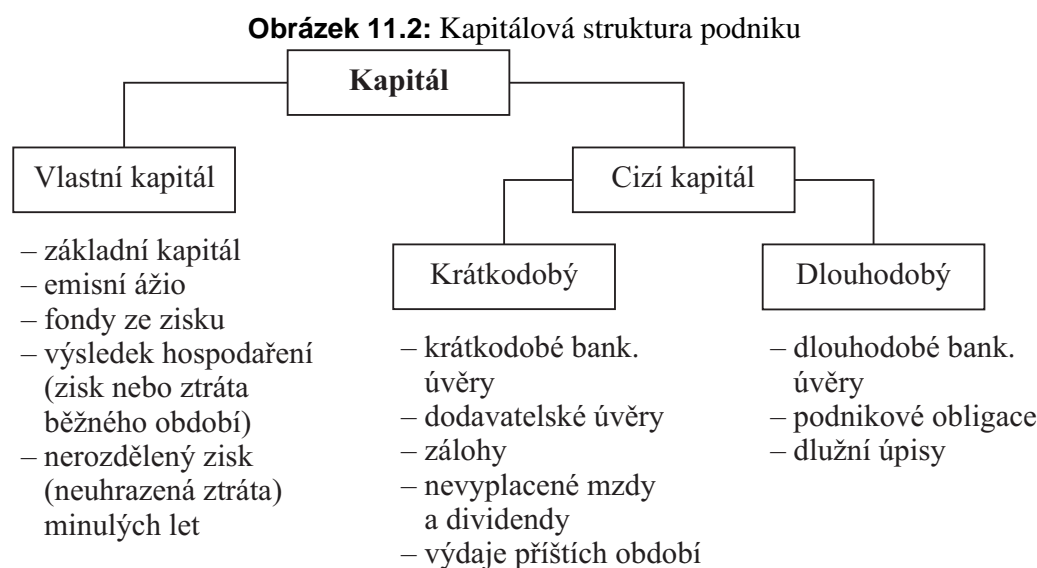 Obrázek 11.2: Kapitálová struktura podniku
Kapitál
Vlastní kapitál
– základní kapitál
– emisní ážio
– fondy ze zisku
– výsledek hospodaření
(zisk nebo ztráta
běžného období)
– nerozdělený zisk
(neuhrazená ztráta)
minulých let
Cizí kapitál
Krátkodobý
– krátkodobé bank.
úvěry
– dodavatelské úvěry
– zálohy
– nevyplacené mzdy
a dividendy
– výdaje příštích období
Dlouhodobý
– dlouhodobé bank.
úvěry
– podnikové obligace
– dlužní úpisy